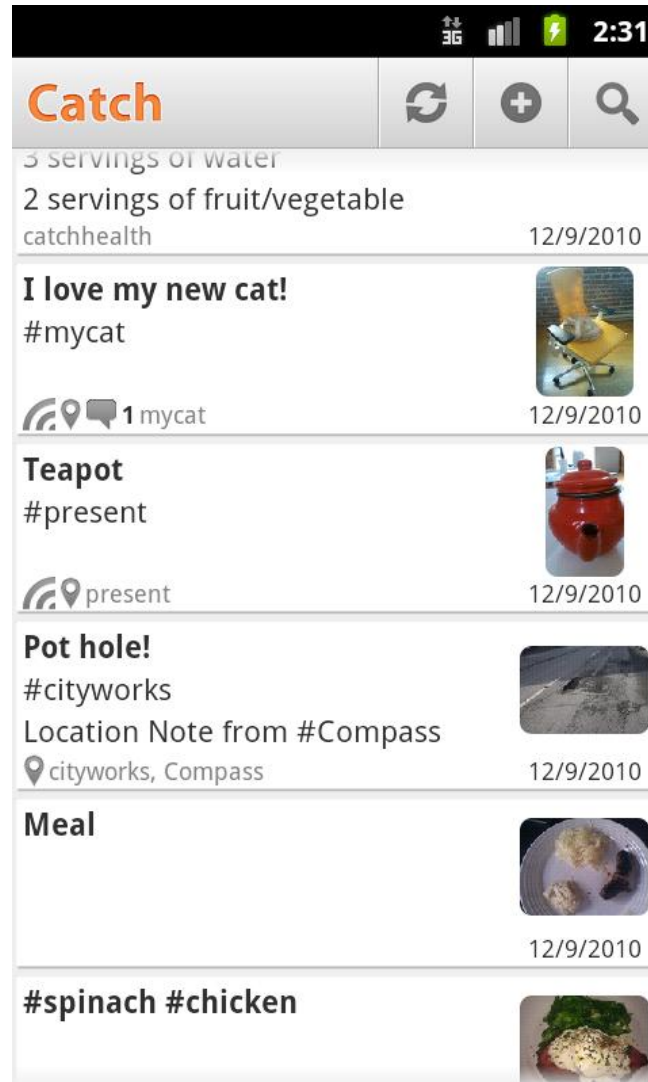 3G 2:31
Catch
3 servings of water
2 servings of fruit/vegetable
catchhealth 12/9/2010
I love my new cat!
#mycat
1 mycat 12/9/2010
Teapot
#present
present 12/9/2010
Pot hole!
#cityworks
Location Note from #Compass
cityworks, Compass 12/9/2010
Meal
12/9/2010
#spinach #chicken